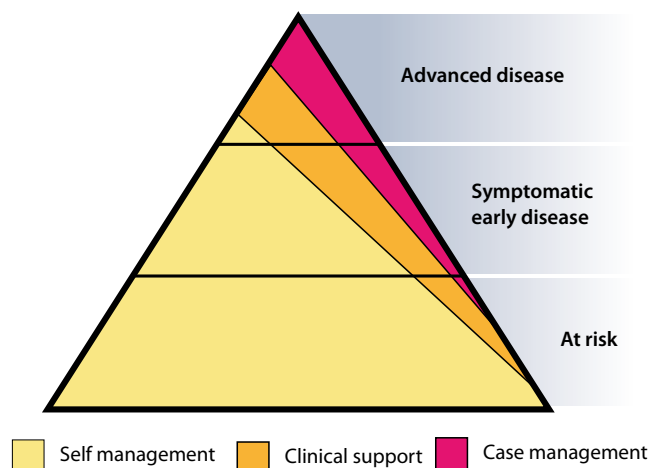 Advanced disease
Symptomatic
early disease
At risk
Self management
Clinical support
Case management